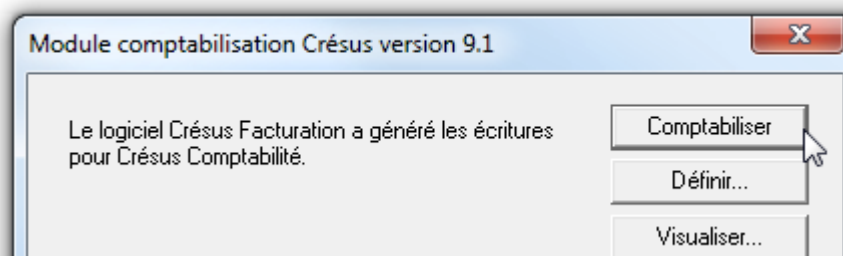 Module comptabilisation Crésus version 9.1
Le logiciel Crésus Facturation a généré les écritures
pour Crésus Comptabilité.
Comptabiliser
Définir...
Visualiser...